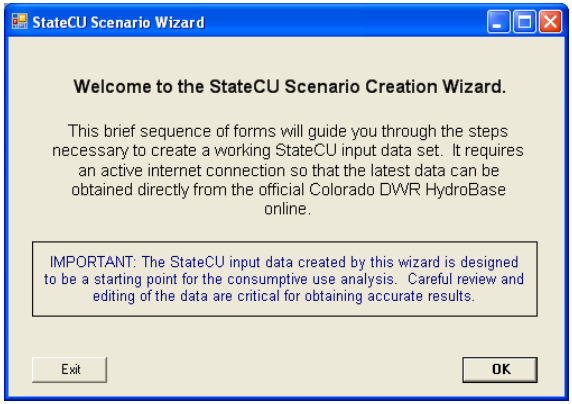 StateCU Scenario Wizard
Welcome to the StateCU Scenario Creation Wizard.
This brief sequence of forms will guide you through the steps
necessary to create a working StateCU input data set. It requires
an active internet connection so that the latest data can be
obtained directly from the official Colorado DWR HydroBase
online.
IMPORTANT: The StateCU input data created by this wizard is designed
to be a starting point for the consumptive use analysis. Careful review and
editing of the data are critical for obtaining accurate results.
Exit
OK